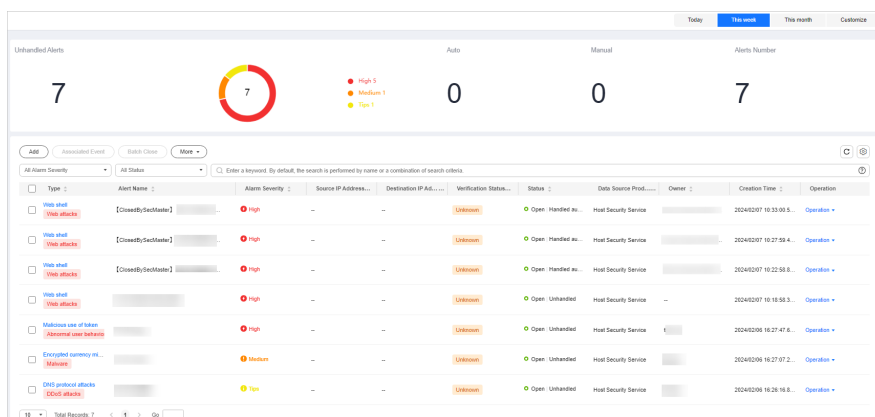 Today This week This month Customize
Unhandled Alerts Auto Manual Alerts Number
7 7 High 5 0 0 7
Medium 1
Tips 1
Add Associated Event Batch Close More
All Alarm Severity All Status Enter a keyword. By default, the search is performed by name or a combination of search criteria.
Type Alert Name Alarm Severity Source IP Address... Destination IP Ad... ... Verification Status... Status Data Source Prod... ... Owner Creation Time Operation
Web shell
Web attacks 【ClosedBySecMaster】 ... High -- -- Unknown Open Handled au... Host Security Service 2024/02/07 10:33:00.5... Operation
Web shell
Web attacks 【ClosedBySecMaster】 ... High -- -- Unknown Open Handled au... Host Security Service ... 2024/02/07 10:27:59.4... Operation
Web shell
Web attacks 【ClosedBySecMaster】 ... High -- -- Unknown Open Handled au... Host Security Service ... 2024/02/07 10:22:58.8... Operation
Web shell
Web attacks High -- -- Unknown Open Unhandled Host Security Service -- 2024/02/07 10:18:58.3... Operation
Malicious use of token
Abnormal user behavio High -- -- Unknown Open Unhandled Host Security Service 2024/02/06 16:27:47.6... Operation
Encrypted currency mi...
Malware Medium -- -- Unknown Open Unhandled Host Security Service 2024/02/06 16:27:07.2... Operation
DNS protocol attacks
DDoS attacks Tips -- -- Unknown Open Unhandled Host Security Service 2024/02/06 16:26:16.8... Operation
10 Total Records: 7 < 1 > Go